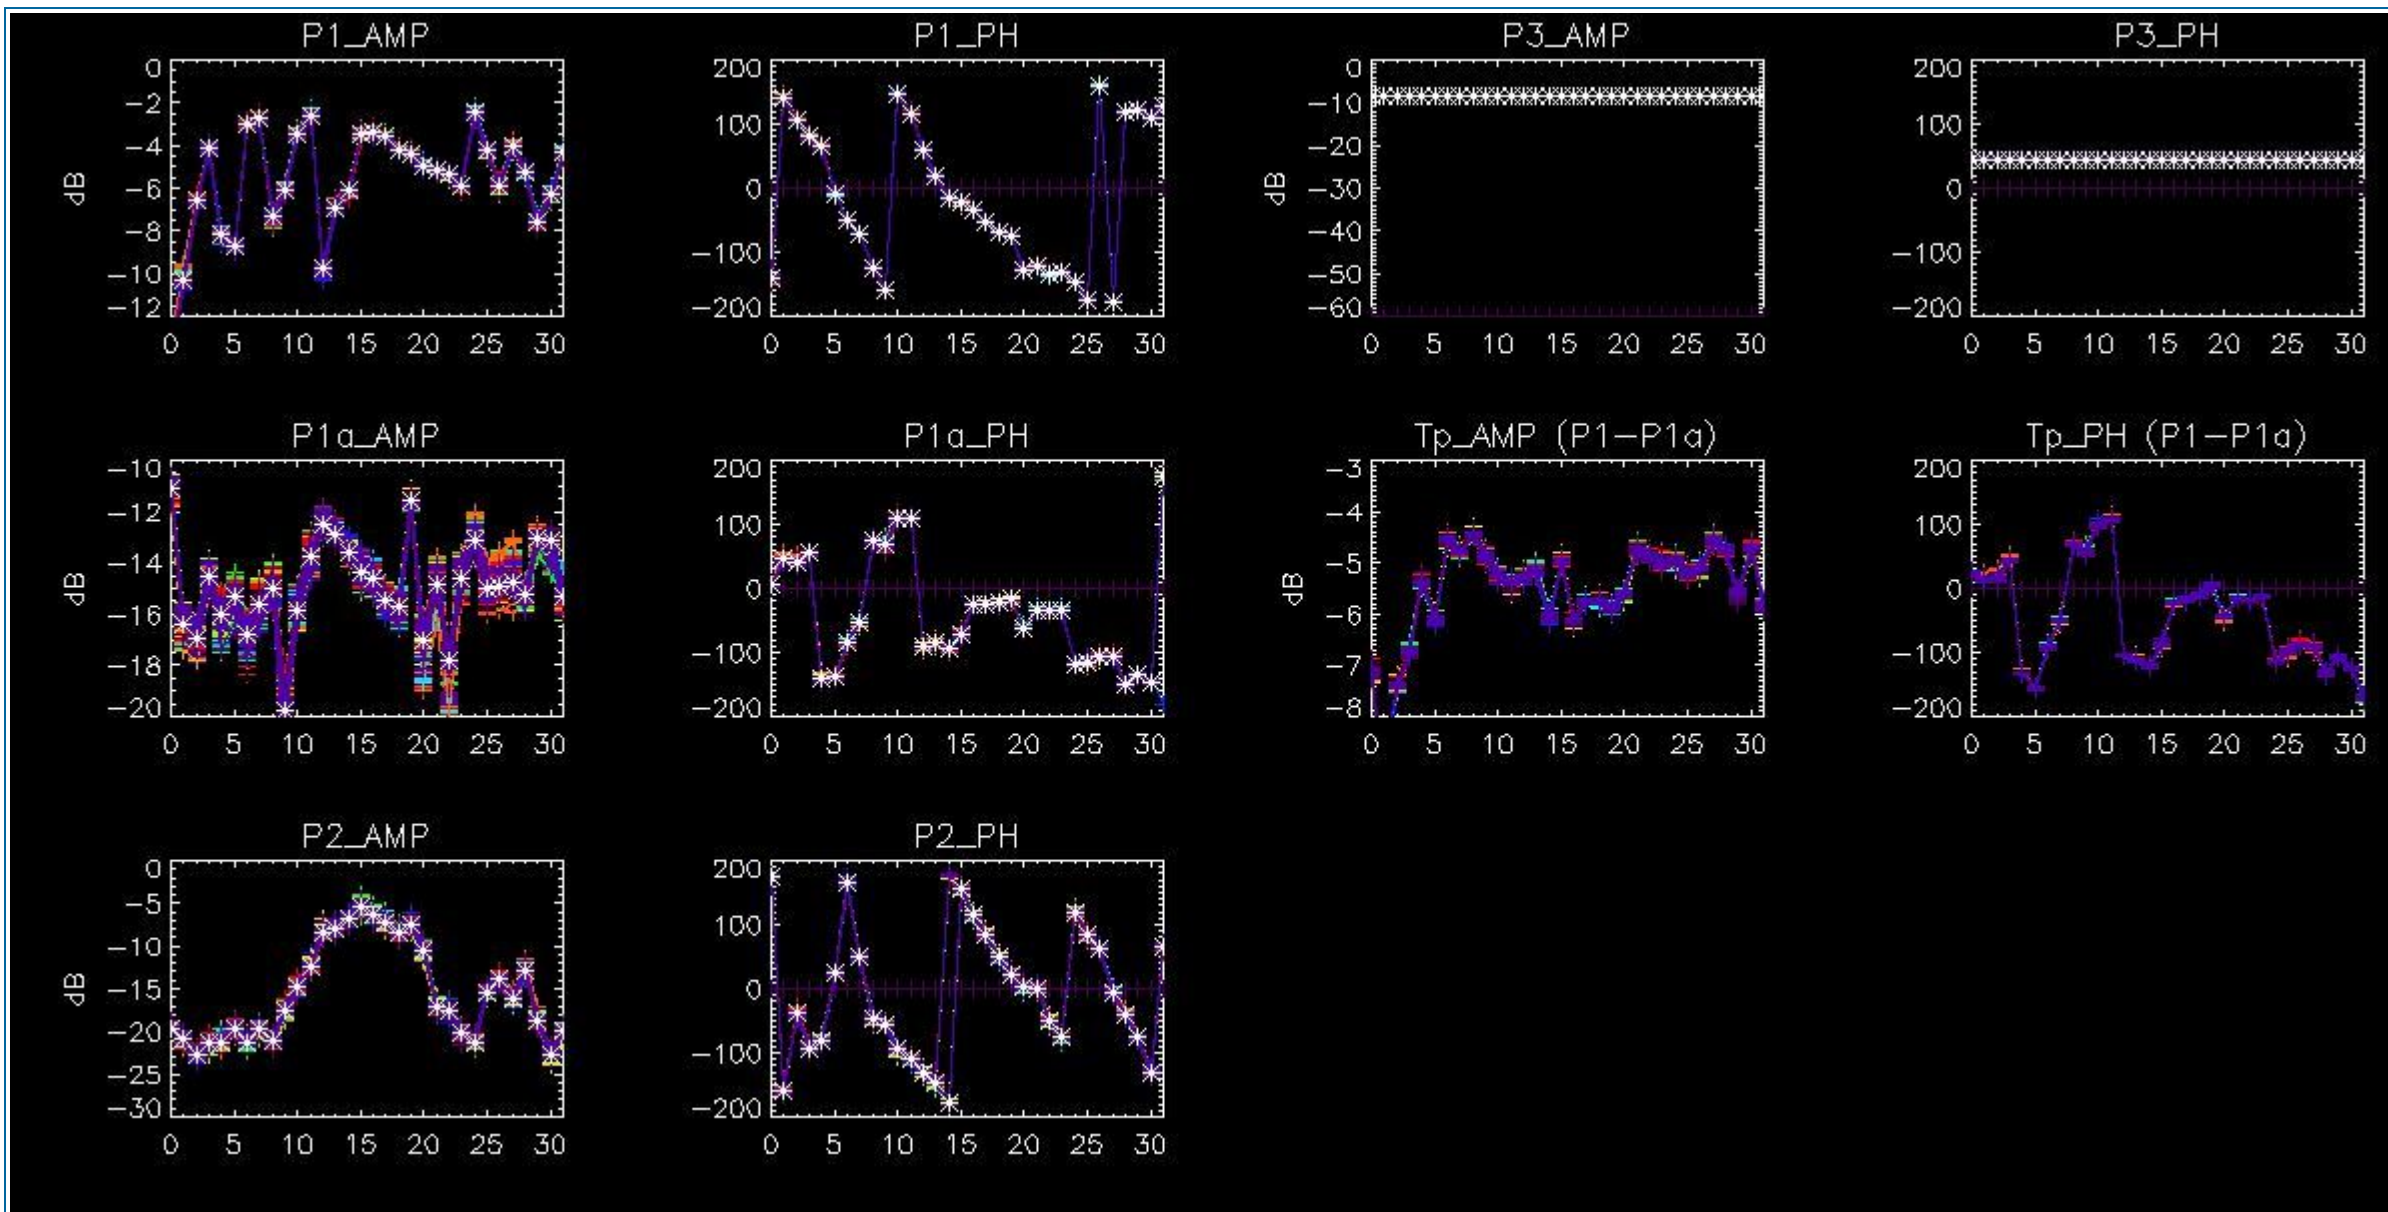 P1_AMP P1_PH P3_AMP P3_PH
0 200 0 200
−2 −10
100 100
−4 −20
dB −6 0 dB −30 0
−8 −40
−100 −100
−10 −50
−12 −200 −60 −200
0 5 10 15 20 25 30 0 5 10 15 20 25 30 0 5 10 15 20 25 30 0 5 10 15 20 25 30
P1a_AMP P1a_PH Tp_AMP (P1−P1a) Tp_PH (P1−P1a)
−10 200 −3 200
−12 100 −4 100
dB −14 0 dB −5 0
−16 −6
−18 −100 −7 −100
−20 −200 −8 −200
0 5 10 15 20 25 30 0 5 10 15 20 25 30 0 5 10 15 20 25 30 0 5 10 15 20 25 30
P2_AMP P2_PH
0 200
−5 100
−10
dB −15 0
−20 −100
−25
−30 −200
0 5 10 15 20 25 30 0 5 10 15 20 25 30